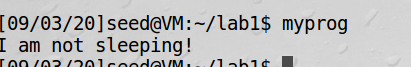 [09/03/20]seed@VM:~/lab1$ myprog
I am not sleeping!
[09/03/20]seed@VM:~/lab1$